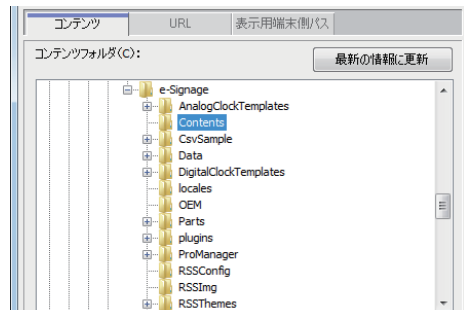 コンテンツ URL 表示用端末側パス
コンテンツフォルダ(C): 最新の情報に更新
e-Signage
AnalogClockTemplates
Contents
CsvSample
Data
DigitalClockTemplates
locales
OEM
Parts
plugins
ProManager
RSSConfig
RSSImg
RSSThemes